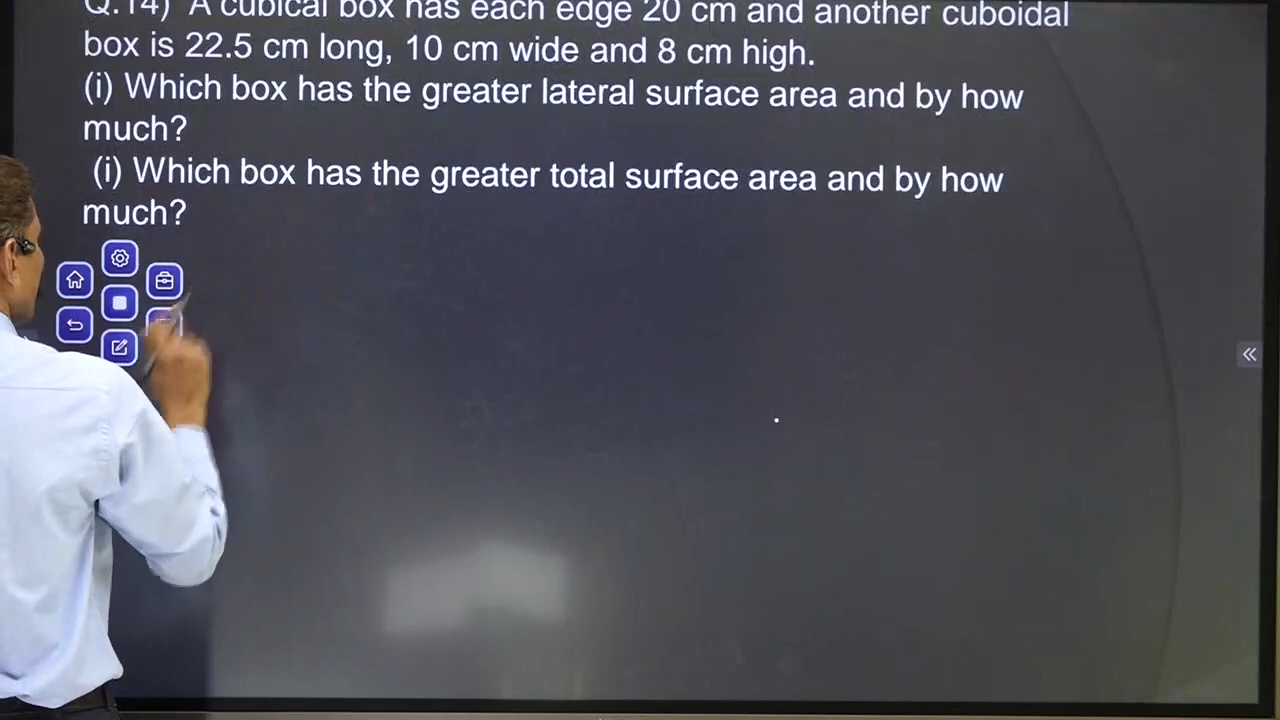 Q.14) A cubical box has each edge 20 cm and another cuboidal
box is 22.5 cm long, 10 cm wide and 8 cm high.
(i) Which box has the greater lateral surface area and by how
much?
(i) Which box has the greater total surface area and by how
much?